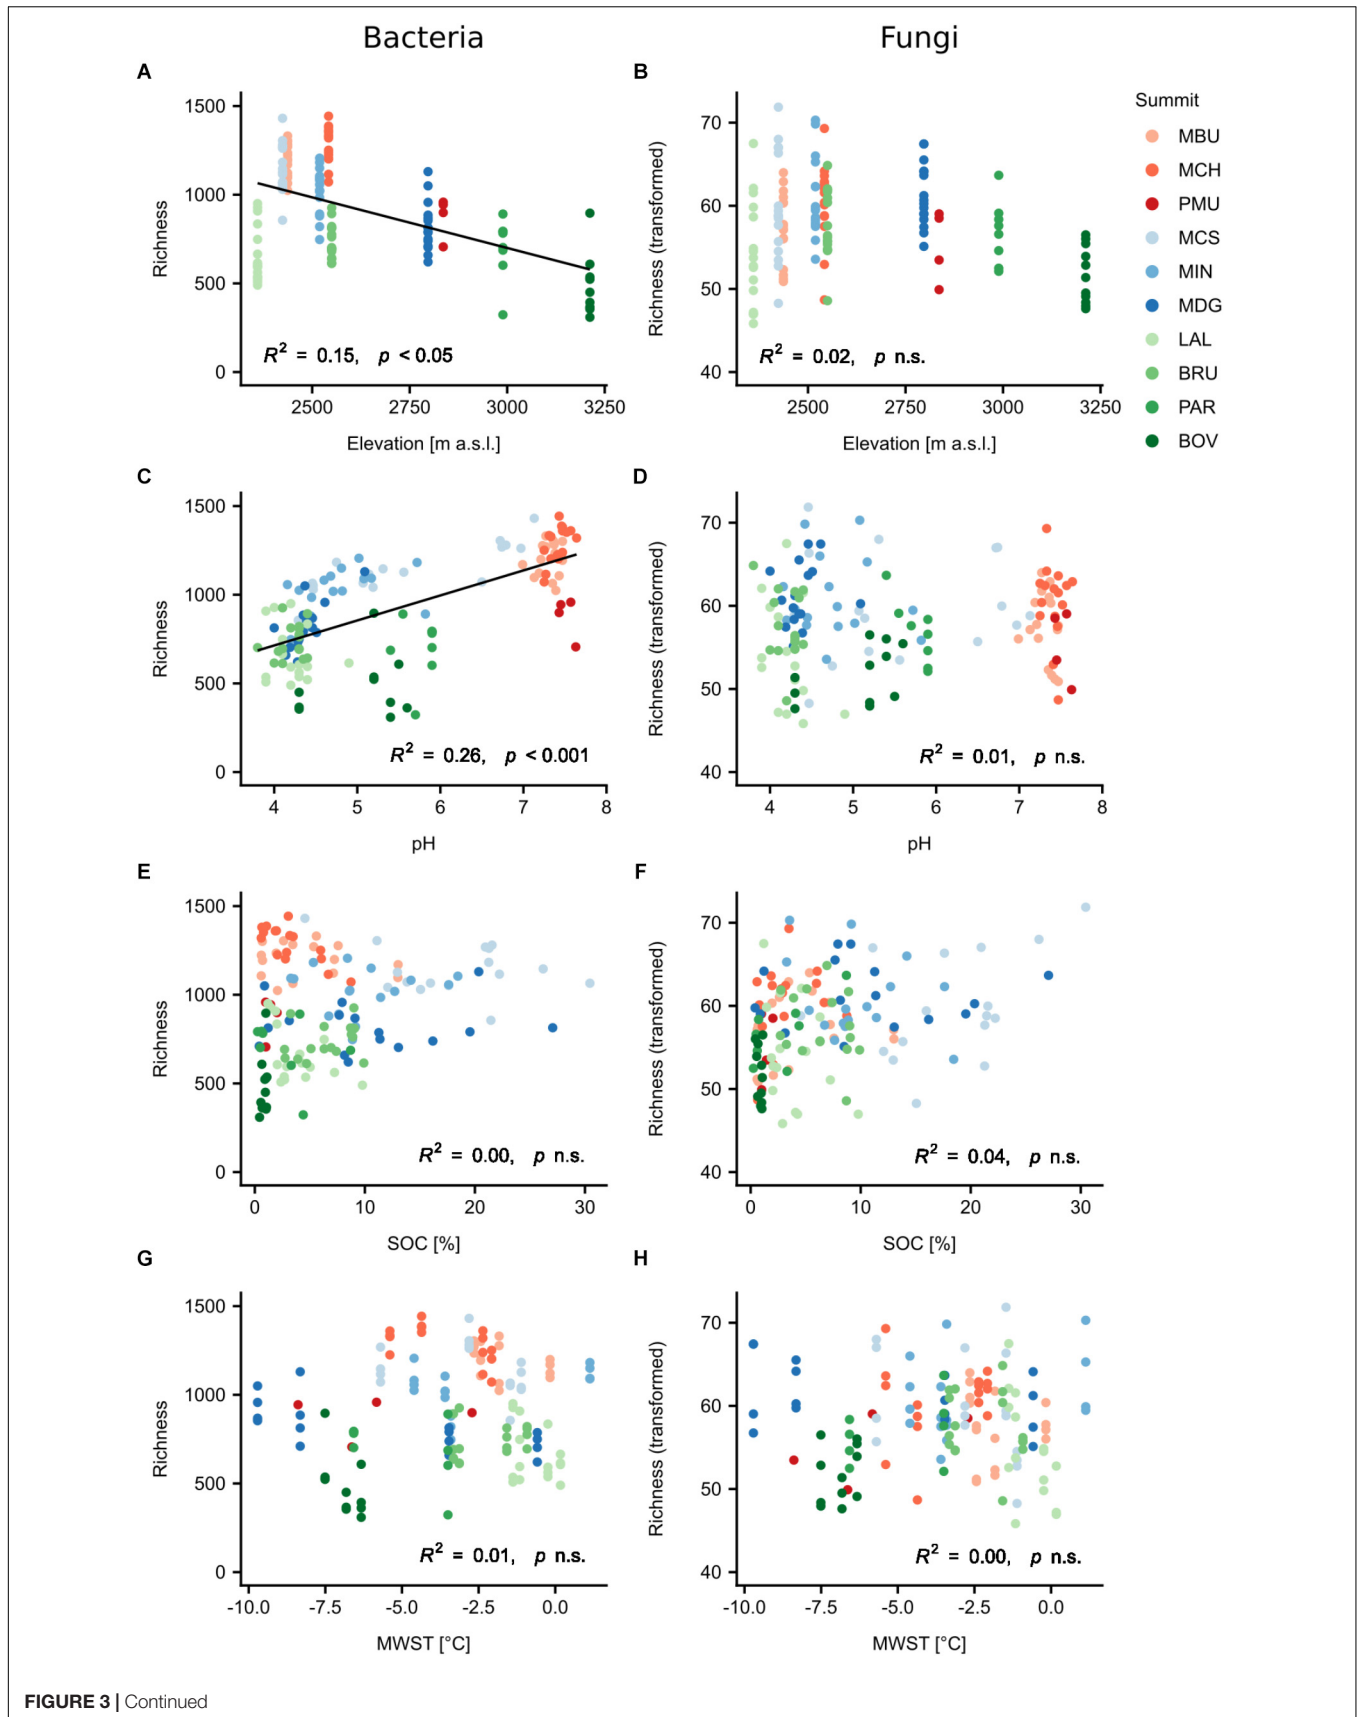 Bacteria Fungi
A B
Summit
MBU
MCH
PMU
MCS
MIN
MDG
LAL
BRU
PAR
BOV
Richness
1500
1000
500
0
R² = 0.15, p < 0.05
2500 2750 3000 3250
Elevation [m a.s.l.]
Richness (transformed)
70
60
50
40
R² = 0.02, p n.s.
2500 2750 3000 3250
Elevation [m a.s.l.]
C D
Richness
1500
1000
500
0
R² = 0.26, p < 0.001
4 5 6 7 8
pH
Richness (transformed)
70
60
50
40
R² = 0.01, p n.s.
4 5 6 7 8
pH
E F
Richness
1500
1000
500
0
R² = 0.00, p n.s.
0 10 20 30
SOC [%]
Richness (transformed)
70
60
50
40
R² = 0.04, p n.s.
0 10 20 30
SOC [%]
G H
Richness
1500
1000
500
0
R² = 0.01, p n.s.
-10.0 -7.5 -5.0 -2.5 0.0
MWST [°C]
Richness (transformed)
70
60
50
40
R² = 0.00, p n.s.
-10.0 -7.5 -5.0 -2.5 0.0
MWST [°C]
FIGURE 3 | Continued